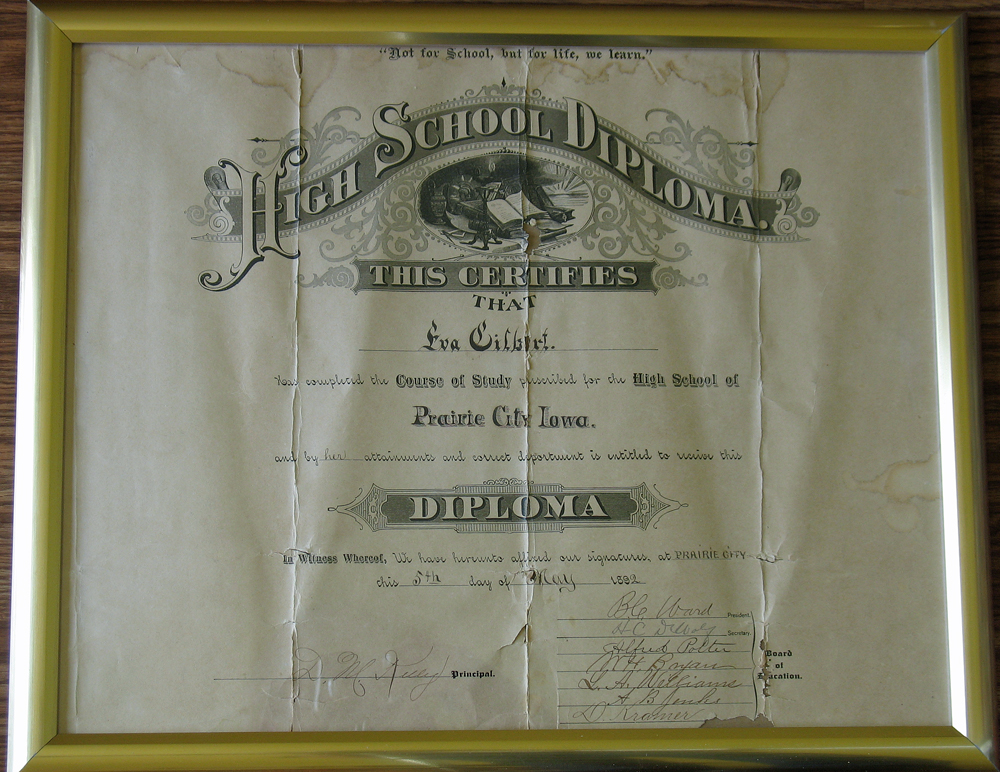 "Not for School, but for life, we learn."
HIGH SCHOOL DIPLOMA.
THIS CERTIFIES
THAT
Eva Gilbert.
Has completed the Course of Study prescribed for the High School of
Prairie City Iowa.
and by her attainments and correct deportment is entitled to receive this
DIPLOMA
In Witness Whereof, We have hereunto affixed our signatures, at PRAIRIE CITY
this 5th day of May 1892
Ward President.
H C Secretary.
Alfred
Bryan Board
D. M. Principal. of
L. A. Williams Education.
A B Jenks
D. Kramer